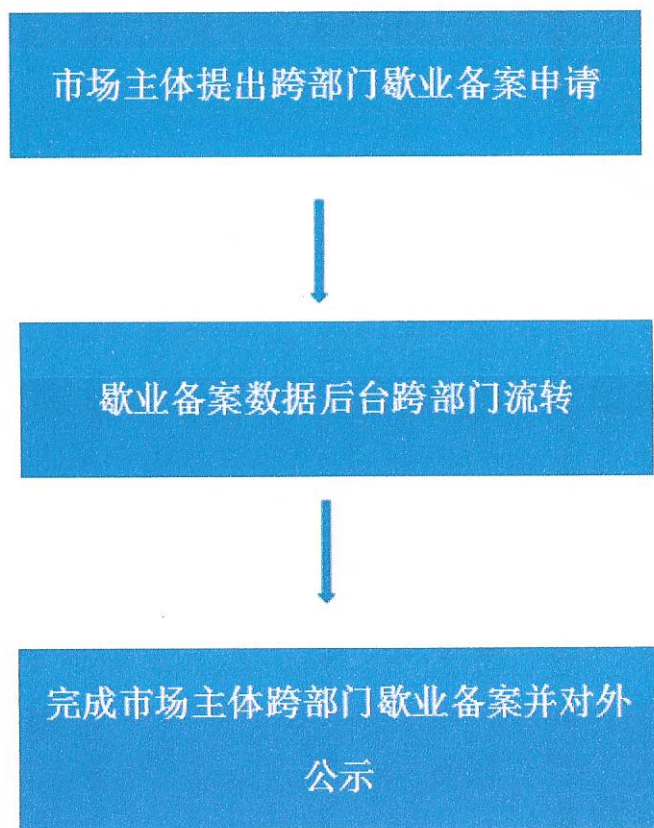 市场主体提出跨部门歇业备案申请
歇业备案数据后台跨部门流转
完成市场主体跨部门歇业备案并对外
公示